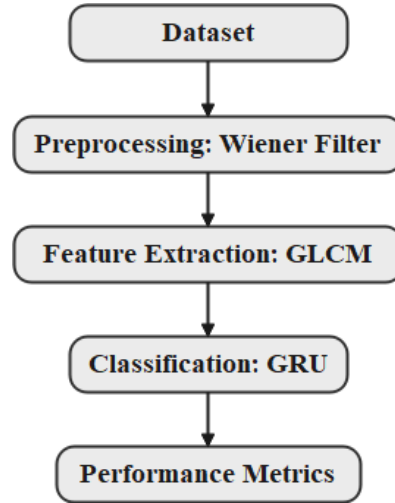 Dataset
Preprocessing: Wiener Filter
Feature Extraction: GLCM
Classification: GRU
Performance Metrics